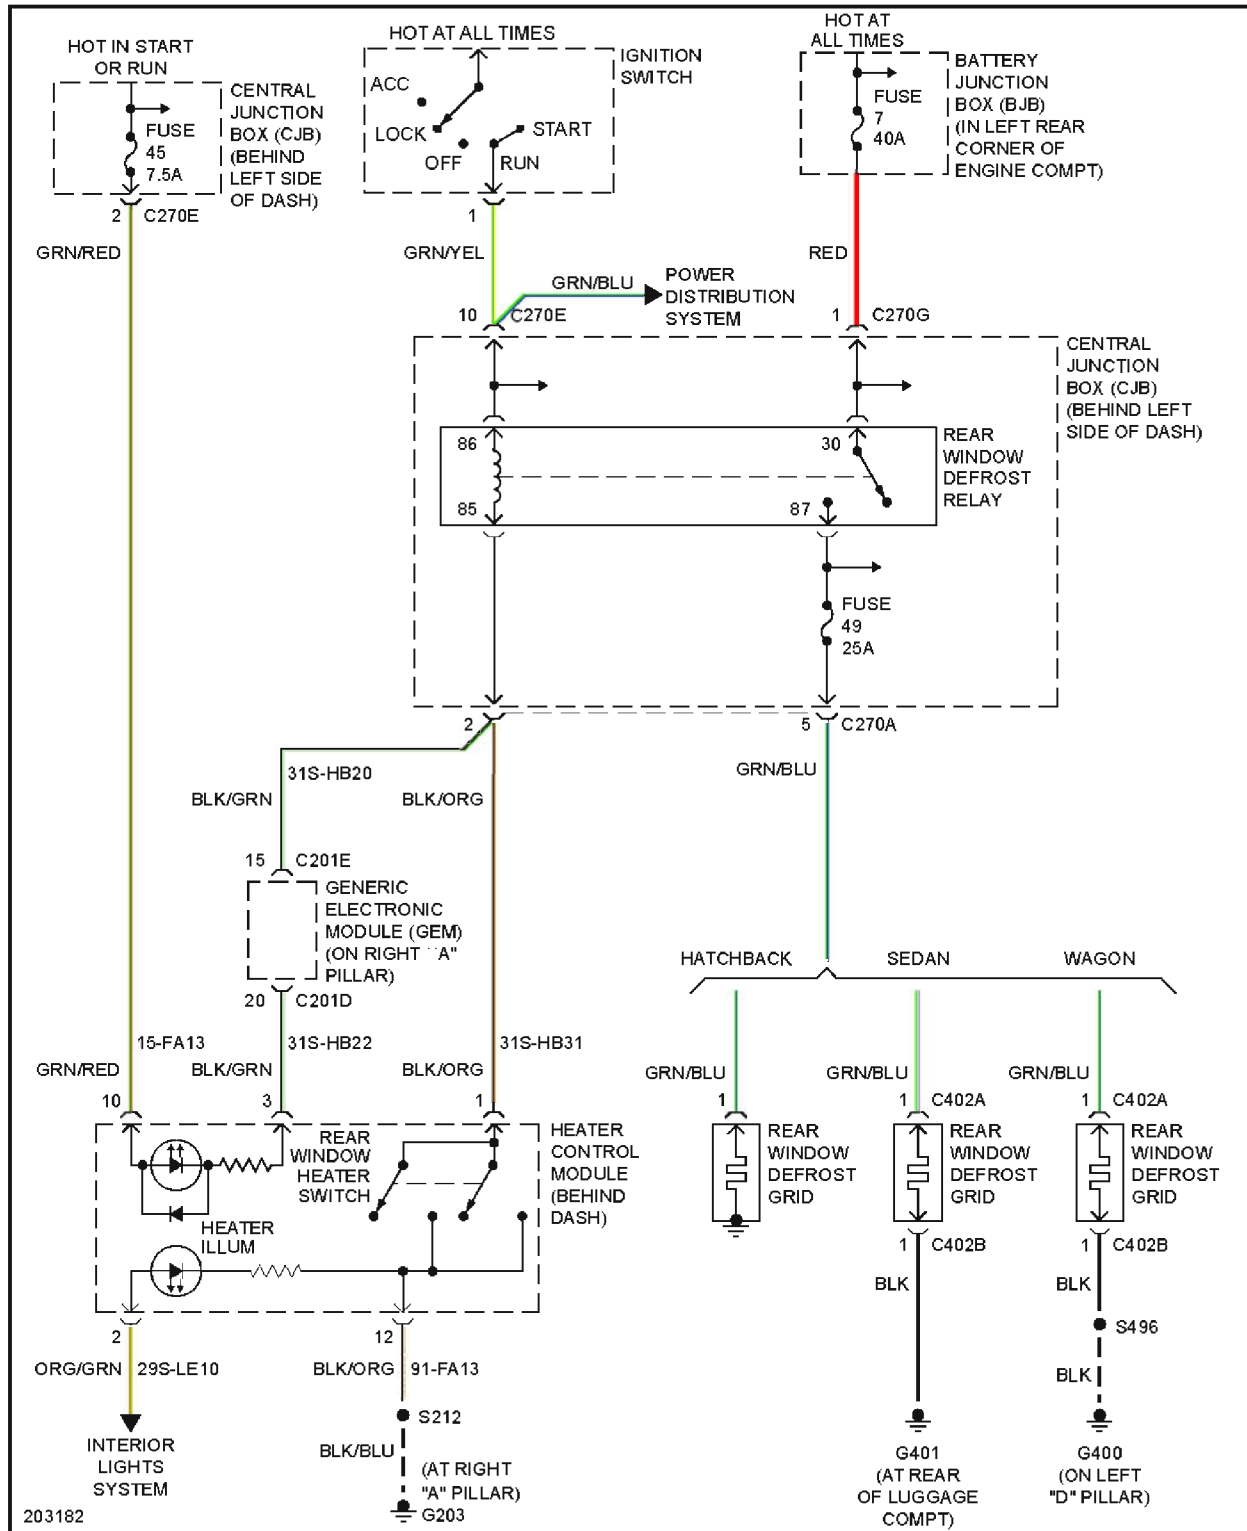 HOT IN START
OR RUN
CENTRAL
JUNCTION
BOX (CJB)
(BEHIND
LEFT SIDE
OF DASH)
FUSE
45
7.5A
2
C270E
GRN/RED
HOT AT ALL TIMES
IGNITION
SWITCH
ACC
LOCK
OFF
START
RUN
1
GRN/YEL
GRN/BLU
POWER
DISTRIBUTION
SYSTEM
10
C270E
HOT AT
ALL TIMES
BATTERY
JUNCTION
BOX (BJB)
(IN LEFT REAR
CORNER OF
ENGINE COMPT)
FUSE
7
40A
RED
1
C270G
CENTRAL
JUNCTION
BOX (CJB)
(BEHIND LEFT
SIDE OF DASH)
86
85
30
87
REAR
WINDOW
DEFROST
RELAY
FUSE
49
25A
2
5
C270A
31S-HB20
BLK/GRN
BLK/ORG
GRN/BLU
15
C201E
GENERIC
ELECTRONIC
MODULE (GEM)
(ON RIGHT "A"
PILLAR)
20
C201D
15-FA13
31S-HB22
31S-HB31
GRN/RED
BLK/GRN
BLK/ORG
10
3
1
REAR
WINDOW
HEATER
SWITCH
HEATER
CONTROL
MODULE
(BEHIND
DASH)
HEATER
ILLUM
2
12
ORG/GRN
29S-LE10
BLK/ORG
91-FA13
INTERIOR
LIGHTS
SYSTEM
S212
BLK/BLU
(AT RIGHT
"A" PILLAR)
G203
HATCHBACK
SEDAN
WAGON
GRN/BLU
GRN/BLU
GRN/BLU
1
1
C402A
1
C402A
REAR
WINDOW
DEFROST
GRID
REAR
WINDOW
DEFROST
GRID
REAR
WINDOW
DEFROST
GRID
1
C402B
1
C402B
BLK
BLK
S496
BLK
G401
(AT REAR
OF LUGGAGE
COMPT)
G400
(ON LEFT
"D" PILLAR)
203182